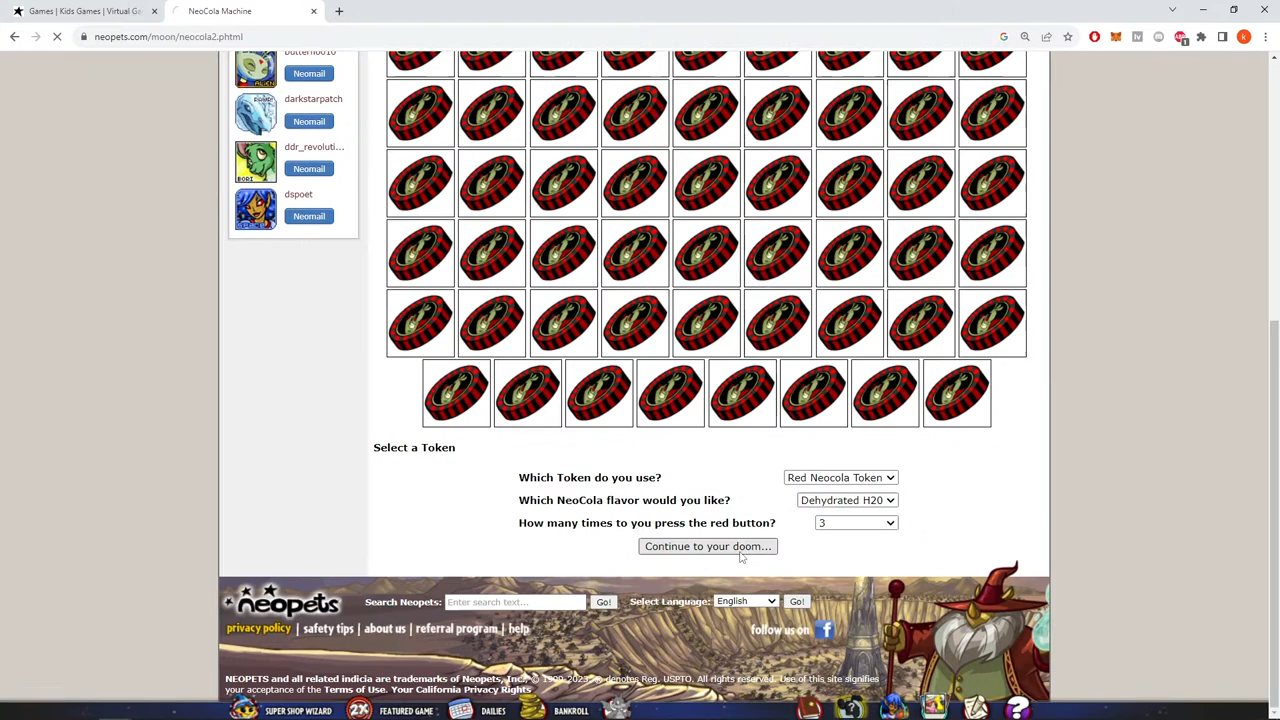 Games | Kids Games | Virtual Ga
NeoCola Machine
neopets.com/moon/neocola2.phtml
k
Neomail
darkstarpatch
Neomail
ddr_revoluti...
BORI
Neomail
dspoet
Neomail
Select a Token
Which Token do you use?
Red Neocola Token
Which NeoCola flavor would you like?
Dehydrated H20
How many times to you press the red button?
3
Continue to your doom...
neopets
Search Neopets:
Enter search text...
Go!
Select Language:
English
Go!
privacy policy | safety tips | about us | referral program | help
follow us on f
NEOPETS and all related indicia are trademarks of Neopets, Inc., © 1999-2023. ® denotes Reg. USPTO. All rights reserved. Use of this site signifies
your acceptance of the Terms of Use. Your California Privacy Rights
SUPER SHOP WIZARD
2X
FEATURED GAME
DAILIES
BANKROLL